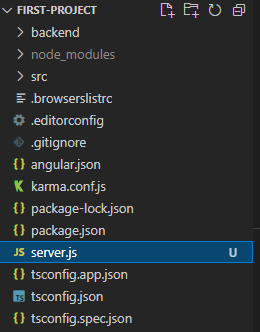 FIRST-PROJECT
backend
node_modules
src
.browserslistrc
.editorconfig
.gitignore
{ } angular.json
karma.conf.js
{ } package-lock.json
{ } package.json
JS server.js U
{ } tsconfig.app.json
TS tsconfig.json
{ } tsconfig.spec.json